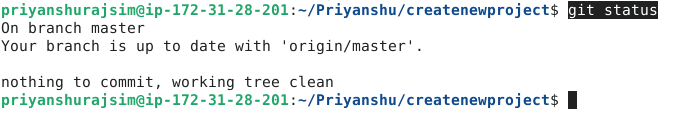 priyanshurajsim@ip-172-31-28-201:~/Priyanshu/createnewproject$ git status
On branch master
Your branch is up to date with 'origin/master'.
nothing to commit, working tree clean
priyanshurajsim@ip-172-31-28-201:~/Priyanshu/createnewproject$